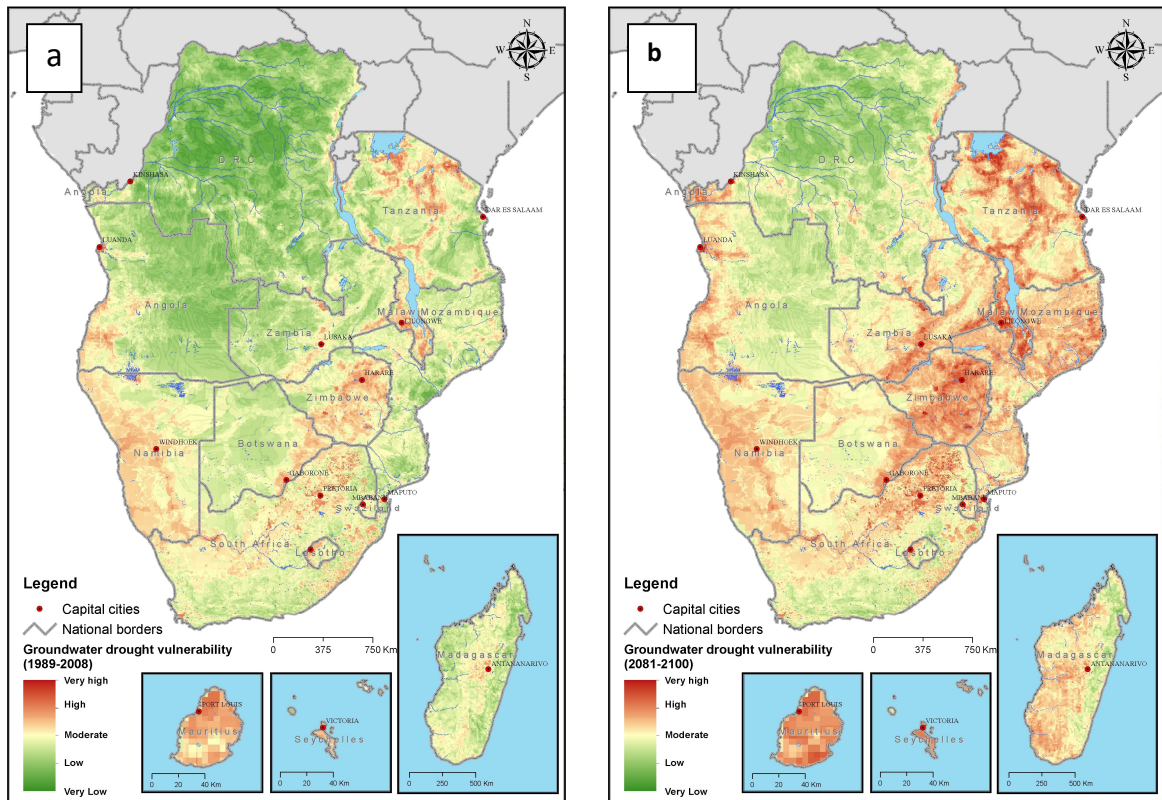 a
N
W E
S
D R C
KINSHASA
Angola
Tanzania
DAR ES SALAAM
LUANDA
Angola
Malawi
Mozambique
LILONGWE
Zambia
LUSAKA
HARARE
Zimbabwe
Botswana
WINDHOEK
Namibia
GABORONE
PRETORIA
MBABANE
MAPUTO
Swaziland
South Africa
Lesotho
Legend
Capital cities
National borders
Groundwater drought vulnerability
(1989-2008)
Very high
High
Moderate
Low
Very Low
0 375 750 Km
PORT LOUIS
Mauritius
0 20 40 Km
VICTORIA
Seychelles
0 20 40 Km
Madagascar
ANTANANARIVO
0 250 500 Km
b
N
W E
S
D R C
KINSHASA
Angola
Tanzania
DAR ES SALAAM
LUANDA
Angola
Malawi
Mozambique
LILONGWE
Zambia
LUSAKA
HARARE
Zimbabwe
Botswana
WINDHOEK
Namibia
GABORONE
PRETORIA
MBABANE
MAPUTO
Swaziland
South Africa
Lesotho
Legend
Capital cities
National borders
Groundwater drought vulnerability
(2081-2100)
Very high
High
Moderate
Low
Very Low
0 375 750 Km
PORT LOUIS
Mauritius
0 20 40 Km
VICTORIA
Seychelles
0 20 40 Km
Madagascar
ANTANANARIVO
0 250 500 Km